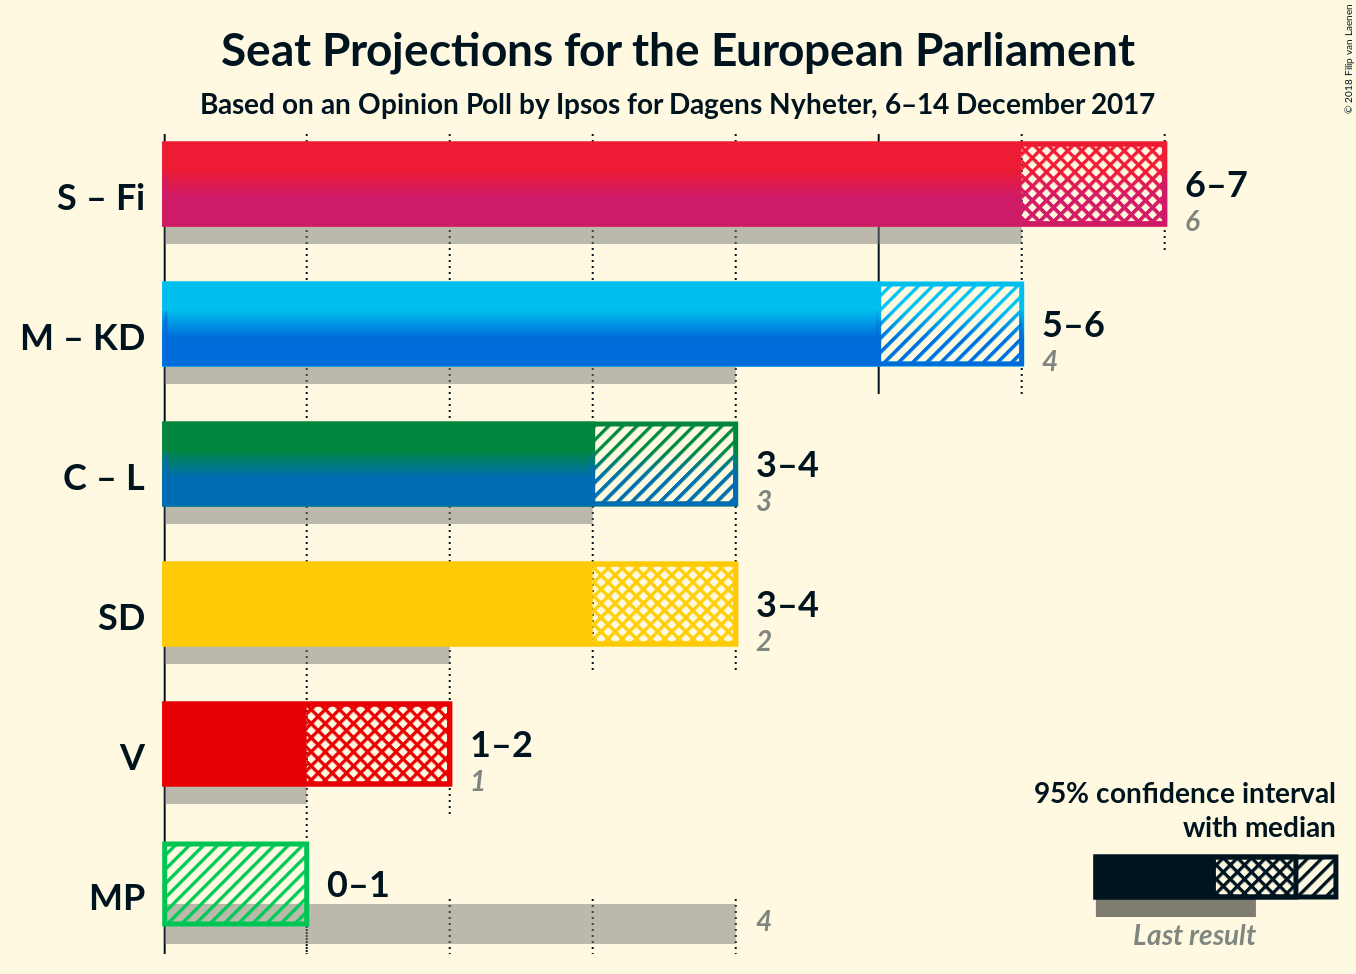 Seat Projections for the European Parliament
Based on an Opinion Poll by Ipsos for Dagens Nyheter, 6–14 December 2017
© 2018 Filip van Laenen
S – Fi
6–7
6
M – KD
5–6
4
C – L
3–4
3
SD
3–4
2
V
1–2
1
MP
0–1
4
95% confidence interval
with median
Last result